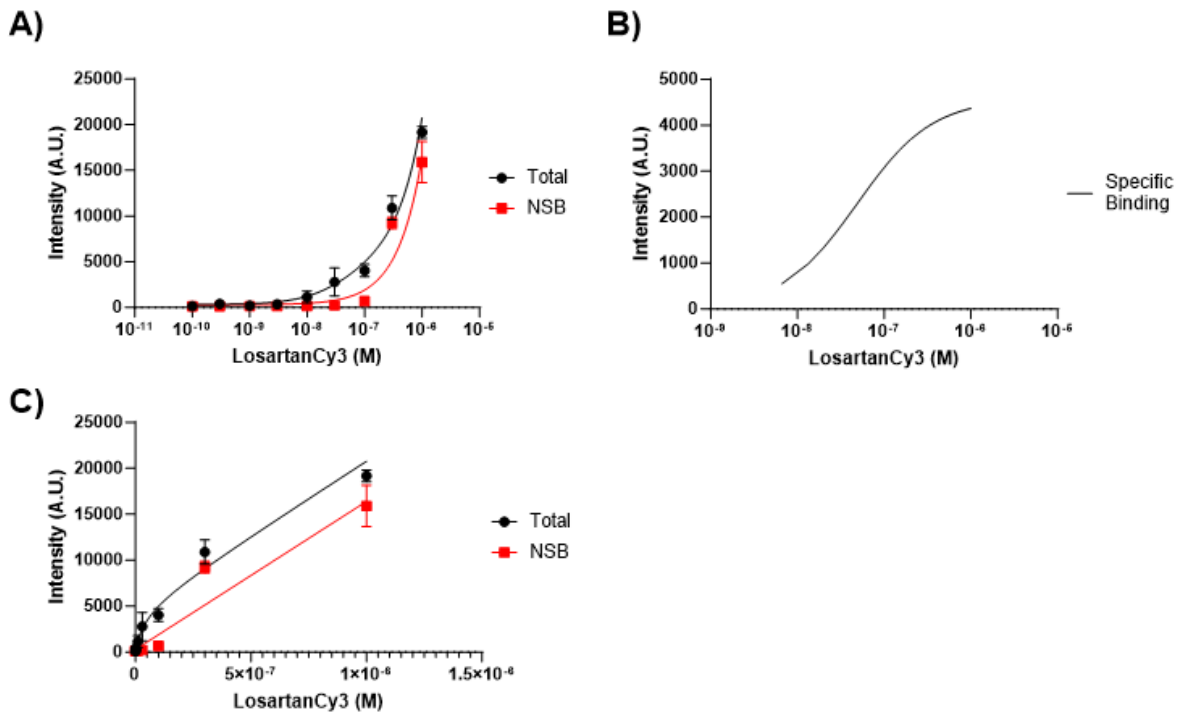 A)
25000
20000
15000
10000
5000
0
Intensity (A.U.)
10⁻¹¹ 10⁻¹⁰ 10⁻⁹ 10⁻⁸ 10⁻⁷ 10⁻⁶ 10⁻⁵
LosartanCy3 (M)
Total
NSB
B)
5000
4000
3000
2000
1000
0
Intensity (A.U.)
10⁻⁹ 10⁻⁸ 10⁻⁷ 10⁻⁶ 10⁻⁵
LosartanCy3 (M)
Specific
Binding
C)
25000
20000
15000
10000
5000
0
Intensity (A.U.)
0 5×10⁻⁷ 1×10⁻⁶ 1.5×10⁻⁶
LosartanCy3 (M)
Total
NSB